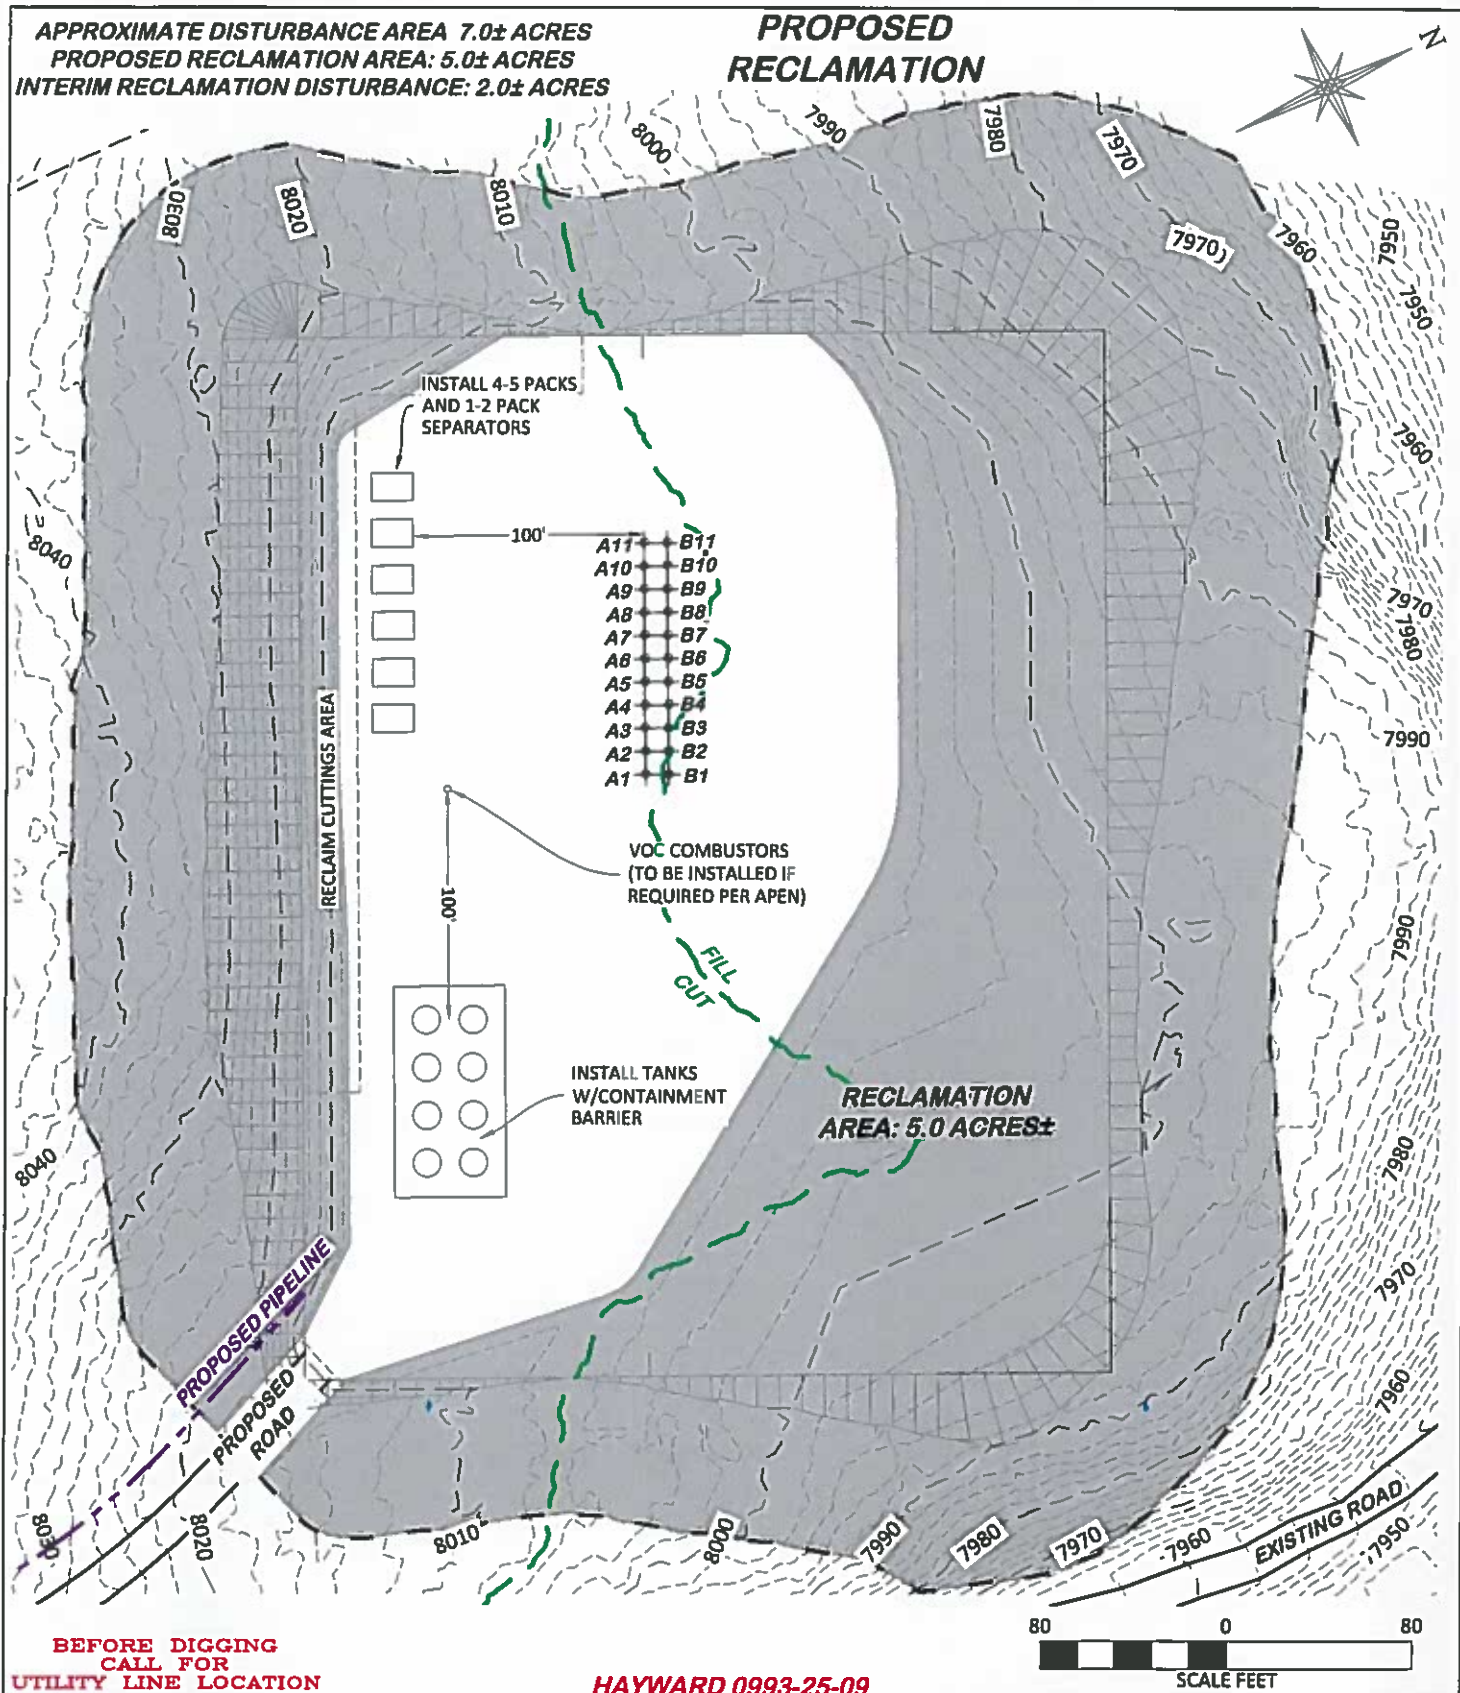 APPROXIMATE DISTURBANCE AREA 7.0± ACRES
PROPOSED RECLAMATION AREA: 5.0± ACRES
INTERIM RECLAMATION DISTURBANCE: 2.0± ACRES
PROPOSED
RECLAMATION
N
8000
7990
7980
7970
8030
8020
8010
7970)
7960
7950
7950
7960
8040
7970
7980
7990
7990
8040
7980
7970
7960
INSTALL 4-5 PACKS
AND 1-2 PACK
SEPARATORS
100'
A11 B11
A10 B10
A9 B9
A8 B8
A7 B7
A6 B6
A5 B5
A4 B4
A3 B3
A2 B2
A1 B1
RECLAIM CUTTINGS AREA
VOC COMBUSTORS
(TO BE INSTALLED IF
REQUIRED PER APEN)
100'
FILL
CUT
INSTALL TANKS
W/CONTAINMENT
BARRIER
RECLAMATION
AREA: 5.0 ACRES±
PROPOSED PIPELINE
PROPOSED
ROAD
8030
8020
8010
8000
7990
7980
7970
7960
EXISTING ROAD
7950
80 0 80
SCALE FEET
BEFORE DIGGING
CALL FOR
UTILITY LINE LOCATION
HAYWARD 0993-25-09